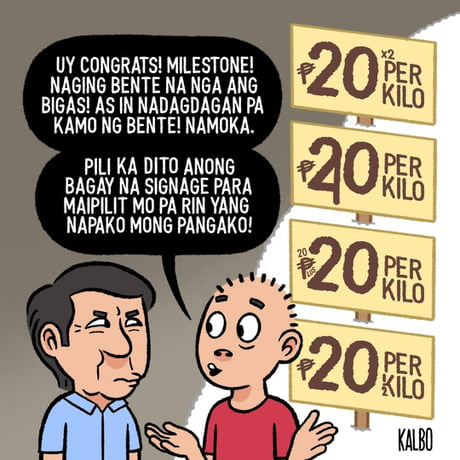 UY CONGRATS! MILESTONE!
NAGING BENTE NA NGA ANG
BIGAS! AS IN NADAGDAGAN PA
KAMO NG BENTE! NAMOKA.
PILI KA DITO ANONG
BAGAY NA SIGNAGE PARA
MAIPILIT MO PA RIN YANG
NAPAKO MONG PANGAKO!
₱20 x2 PER
KILO
₱40 PER
KILO
20 PLUS ₱20 PER
KILO
₱20 PER
1/2 KILO
KALBO